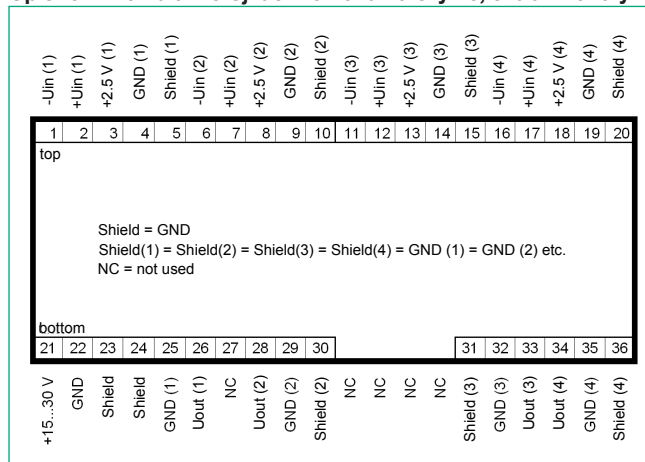 -Uin (1)
+Uin (1)
+2.5 V (1)
GND (1)
Shield (1)
-Uin (2)
+Uin (2)
+2.5 V (2)
GND (2)
Shield (2)
-Uin (3)
+Uin (3)
+2.5 V (3)
GND (3)
Shield (3)
-Uin (4)
+Uin (4)
+2.5 V (4)
GND (4)
Shield (4)
1 2 3 4 5 6 7 8 9 10 11 12 13 14 15 16 17 18 19 20
top
Shield = GND
Shield(1) = Shield(2) = Shield(3) = Shield(4) = GND (1) = GND (2) etc.
NC = not used
bottom
21 22 23 24 25 26 27 28 29 30 31 32 33 34 35 36
+15...30 V
GND
Shield
Shield
GND (1)
Uout (1)
NC
Uout (2)
GND (2)
Shield (2)
NC
NC
NC
NC
Shield (3)
GND (3)
Uout (3)
Uout (4)
GND (4)
Shield (4)